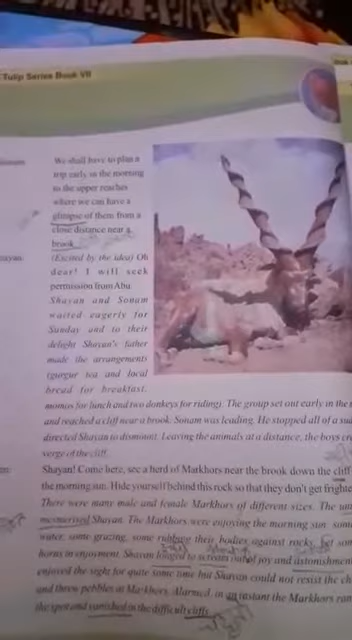 Tulip Series Book VII
We shall have to plan a
trip early in the morning
to the upper reaches
where we can have a
glimpse of them from a
close distance near a
brook.
(Excited by the idea) Oh
dear! I will seek
permission from Abu.
Shayan and Sonam
waited eagerly for
Sunday and to their
delight Shayan's father
made the arrangements
(gurgur tea and local
bread for breakfast,
momos for lunch and two donkeys for riding). The group set out early in the
and reached a cliff near a brook. Sonam was leading. He stopped all of a
directed Shayan to dismount. Leaving the animals at a distance, the boys
verge of the cliff.
Shayan! Come here, see a herd of Markhors near the brook down the cliff
the morning sun. Hide yourself behind this rock so that they don't get
There were many male and female Markhors of different sizes. The
mesmerised Shayan. The Markhors were enjoying the morning sun
water, some grazing, some rubbing their bodies against rocks,
horns in enjoyment. Shayan longed to scream out of joy and astonishment
enjoyed the sight for quite some time but Shayan could not resist the
and threw pebbles at Markhors. Alarmed, in an instant the Markhors ran
the spot and vanished in the difficult cliffs.